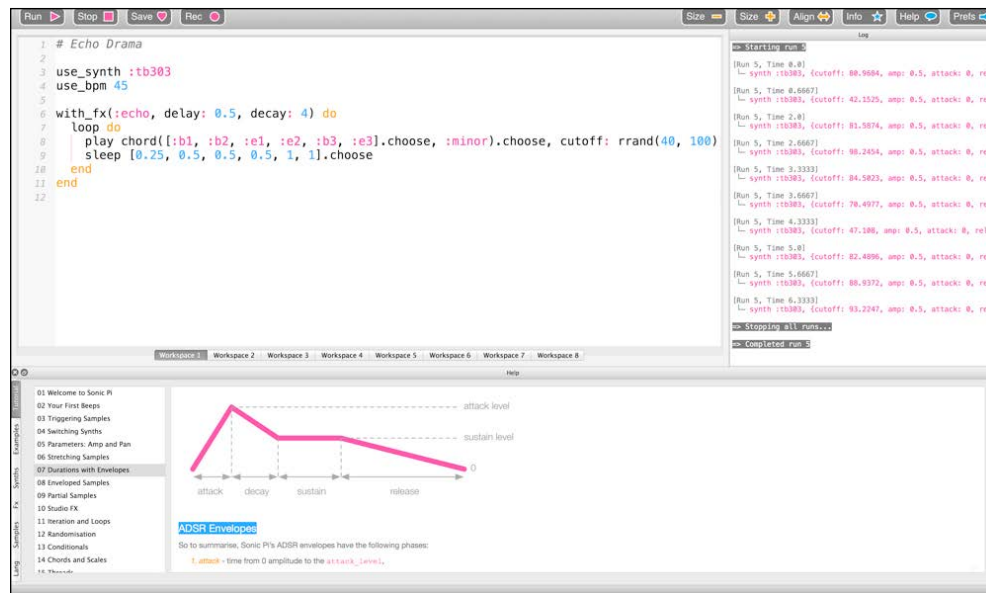 Run Stop Save Rec Size Size Align Info Help Prefs
1 # Echo Drama
2
3 use_synth :tb303
4 use_bpm 45
5
6 with_fx(:echo, delay: 0.5, decay: 4) do
7 loop do
8 play chord([:b1, :b2, :e1, :e2, :b3, :e3].choose, :minor).choose, cutoff: rrand(40, 100)
9 sleep [0.25, 0.5, 0.5, 0.5, 1, 1].choose
10 end
11 end
12
Workspace 1 Workspace 2 Workspace 3 Workspace 4 Workspace 5 Workspace 6 Workspace 7 Workspace 8
Log
=> Starting run 5
[Run 5, Time 0.0]
synth :tb303, {cutoff: 80.9684, amp: 0.5, attack: 0, re
[Run 5, Time 0.6667]
synth :tb303, {cutoff: 42.1525, amp: 0.5, attack: 0, re
[Run 5, Time 2.0]
synth :tb303, {cutoff: 81.5874, amp: 0.5, attack: 0, re
[Run 5, Time 2.6667]
synth :tb303, {cutoff: 98.2454, amp: 0.5, attack: 0, re
[Run 5, Time 3.3333]
synth :tb303, {cutoff: 84.5023, amp: 0.5, attack: 0, re
[Run 5, Time 3.6667]
synth :tb303, {cutoff: 70.4977, amp: 0.5, attack: 0, re
[Run 5, Time 4.3333]
synth :tb303, {cutoff: 47.108, amp: 0.5, attack: 0, rel
[Run 5, Time 5.0]
synth :tb303, {cutoff: 82.4896, amp: 0.5, attack: 0, re
[Run 5, Time 5.6667]
synth :tb303, {cutoff: 88.9372, amp: 0.5, attack: 0, re
[Run 5, Time 6.3333]
synth :tb303, {cutoff: 93.2247, amp: 0.5, attack: 0, re
=> Stopping all runs...
=> Completed run 5
Help
Tutorial
Examples
Synths
Fx
Samples
Lang
01 Welcome to Sonic Pi
02 Your First Beeps
03 Triggering Samples
04 Switching Synths
05 Parameters: Amp and Pan
06 Stretching Samples
07 Durations with Envelopes
08 Enveloped Samples
09 Partial Samples
10 Studio FX
11 Iteration and Loops
12 Randomisation
13 Conditionals
14 Chords and Scales
15 Threads
attack level
sustain level
0
attack decay sustain release
ADSR Envelopes
So to summarise, Sonic Pi's ADSR envelopes have the following phases:
1. attack - time from 0 amplitude to the attack_level,